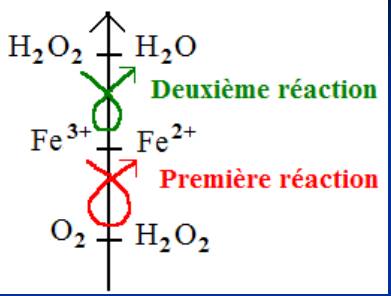 H₂O₂ H₂O
Deuxième réaction
Fe³⁺ Fe²⁺
Première réaction
O₂ H₂O₂